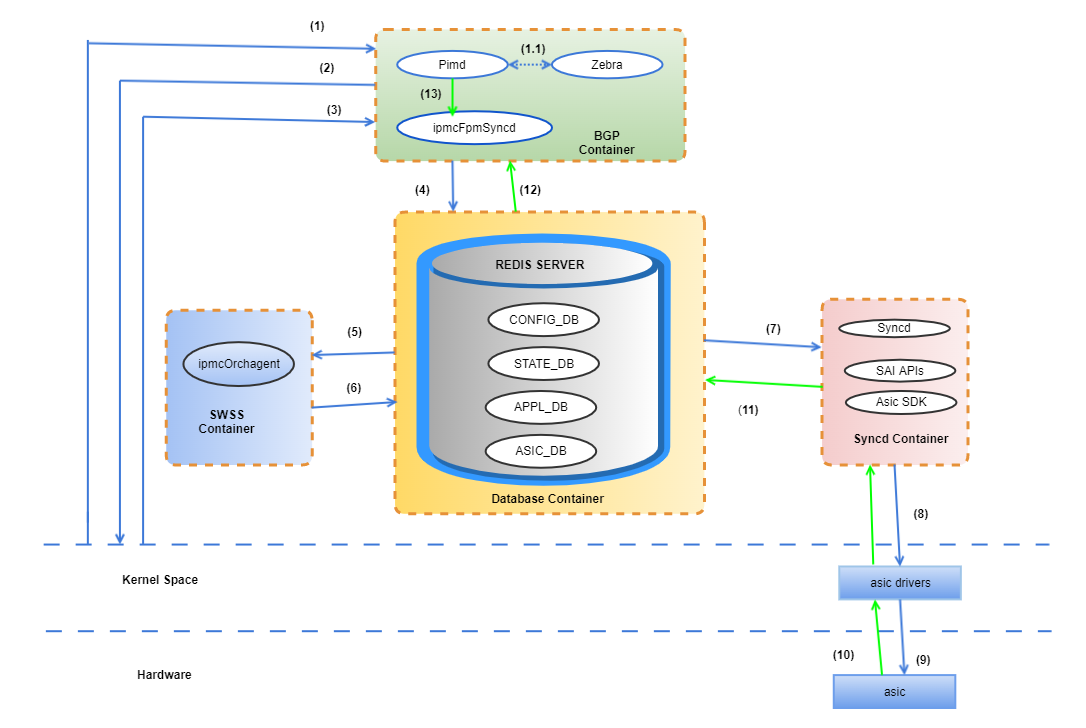 (1)
(1.1)
Pimd
Zebra
(2)
(13)
(3)
ipmcFpmSyncd
BGP
Container
(4)
(12)
REDIS SERVER
CONFIG_DB
(7)
Syncd
(5)
ipmcOrchagent
STATE_DB
SAI APIs
(6)
APPL_DB
(11)
Asic SDK
SWSS
Container
ASIC_DB
Syncd Container
Database Container
(8)
Kernel Space
asic drivers
(10)
(9)
Hardware
asic